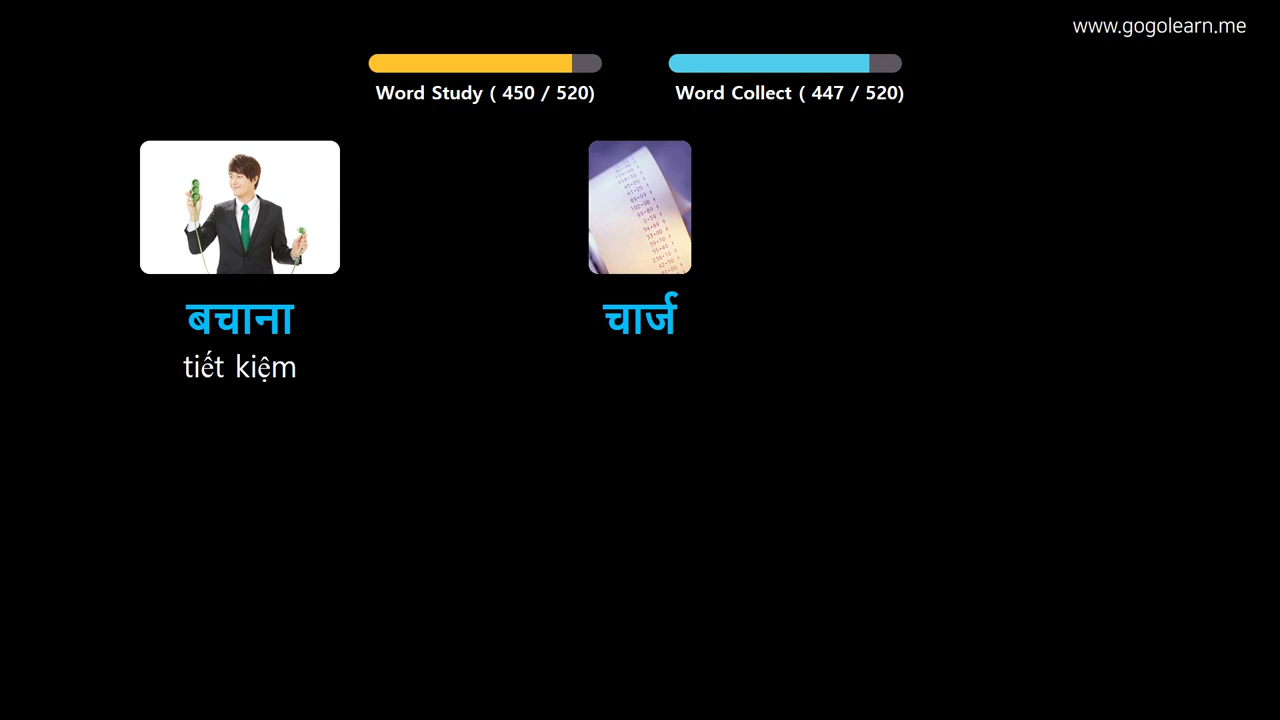 www.gogolearn.me
Word Study ( 450 / 520)
Word Collect ( 447 / 520)
बचाना
चार्ज
tiết kiệm